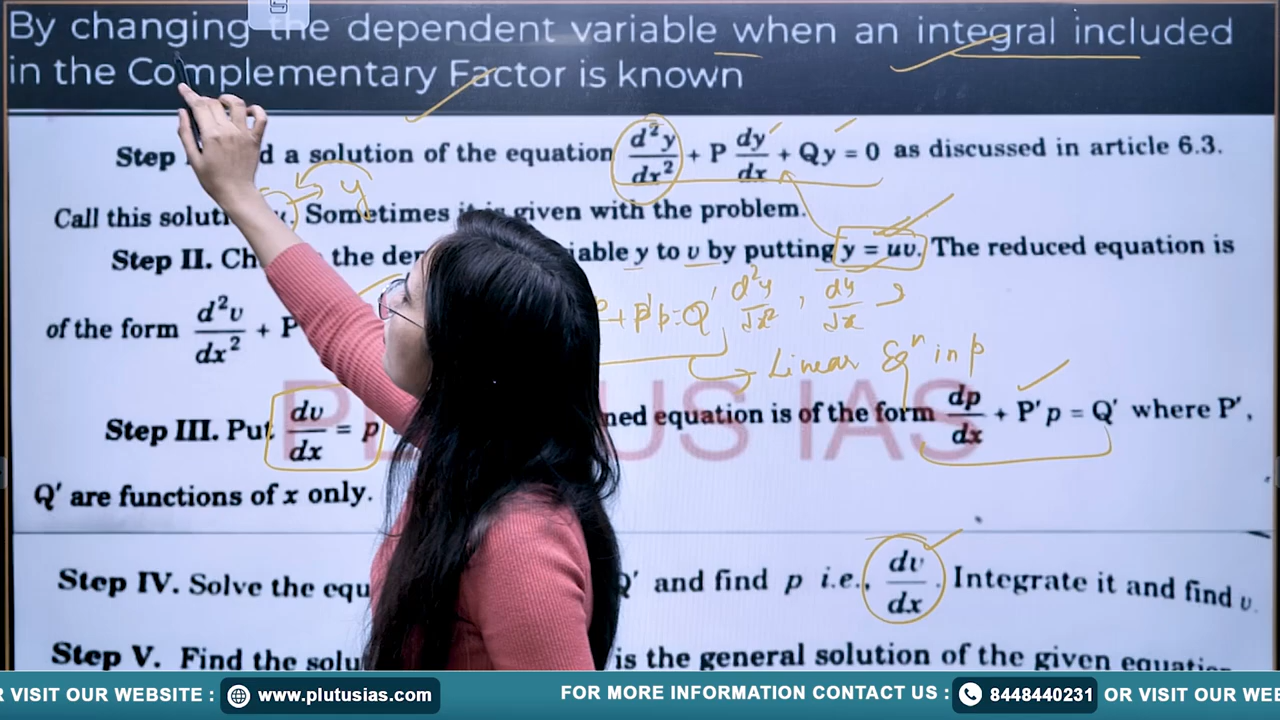 By changing the dependent variable when an integral included
in the Complementary Factor is known
Step d a solution of the equation d²y/dx² + P dy/dx + Qy = 0 as discussed in article 6.3.
y
Call this solut u. Sometimes it is given with the problem.
Step II. Ch the de able y to v by putting y = uv. The reduced equation is
+ P'p = Q' d²y/dx² , dy/dx
of the form d²v/dx² + P
Linear Eqⁿ in p
PLUTUS IAS
Step III. Put dv/dx = p ned equation is of the form dp/dx + P′ p = Q′ where P′,
Q′ are functions of x only.
Step IV. Solve the equ Q′ and find p i.e., dv/dx. Integrate it and find v.
Step V. Find the solu is the general solution of the given equation
R VISIT OUR WEBSITE : www.plutusias.com FOR MORE INFORMATION CONTACT US : 8448440231 OR VISIT OUR WE